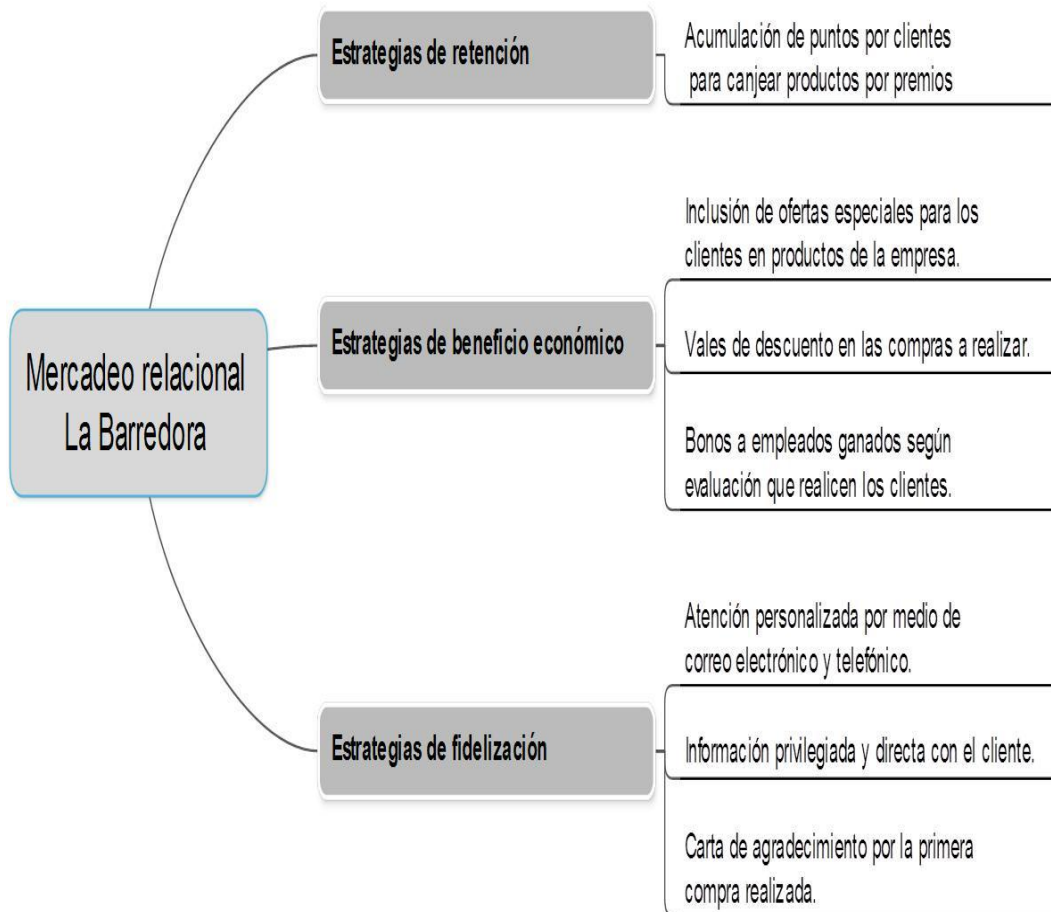 Mercadeo relacional
La Barredora
Estrategias de retención
Acumulación de puntos por clientes
para canjear productos por premios
Estrategias de beneficio económico
Inclusión de ofertas especiales para los
clientes en productos de la empresa.
Vales de descuento en las compras a realizar.
Bonos a empleados ganados según
evaluación que realicen los clientes.
Estrategias de fidelización
Atención personalizada por medio de
correo electrónico y telefónico.
Información privilegiada y directa con el cliente.
Carta de agradecimiento por la primera
compra realizada.